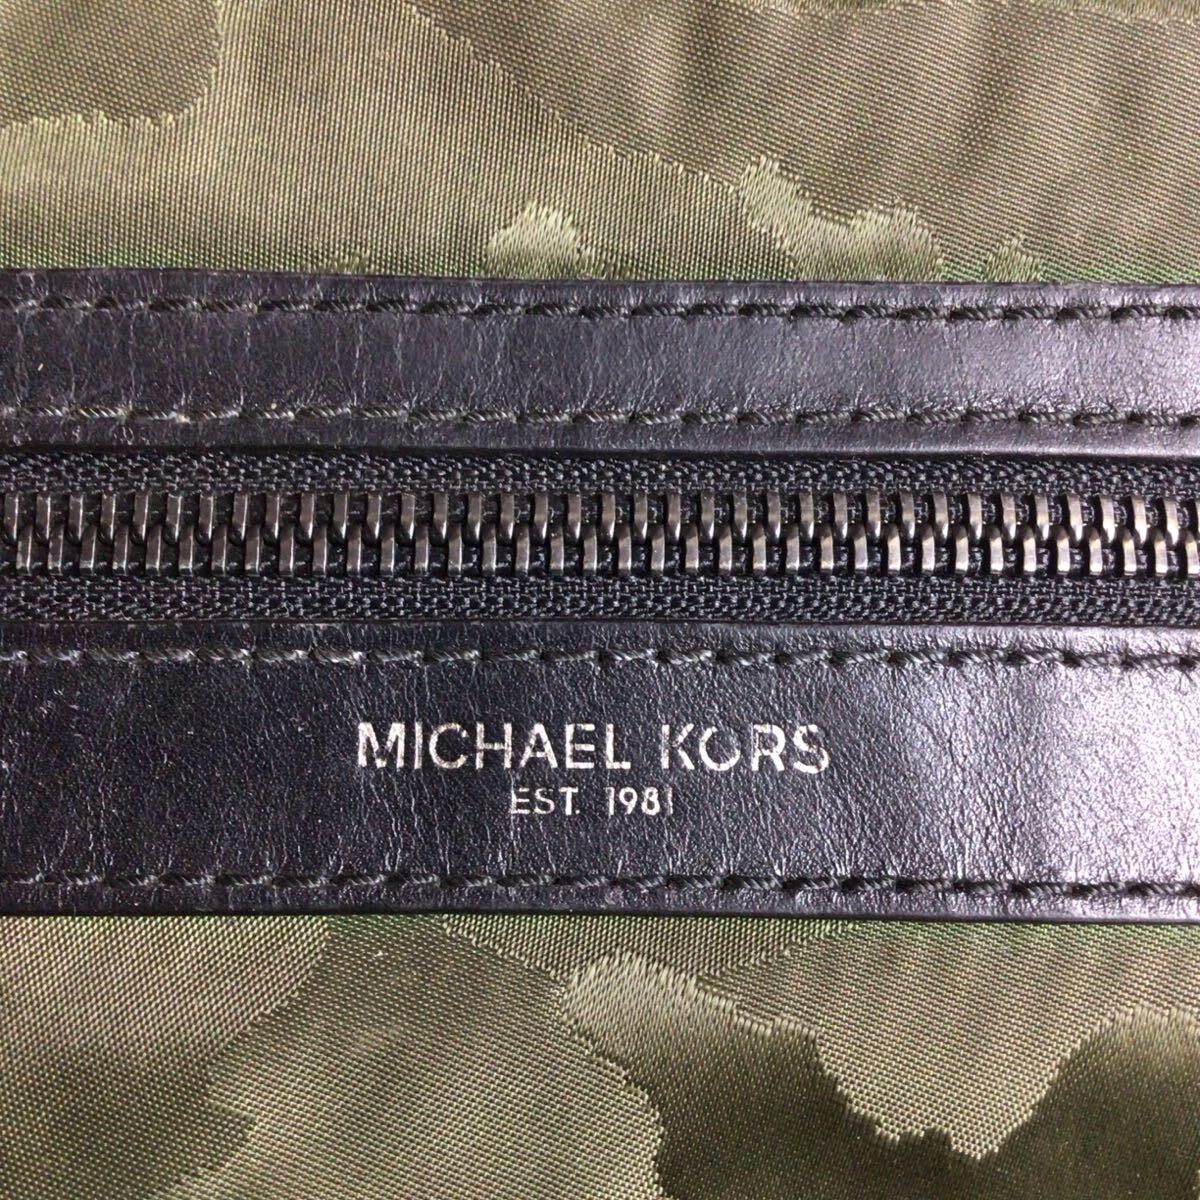 MICHAEL KORS
EST. 1981